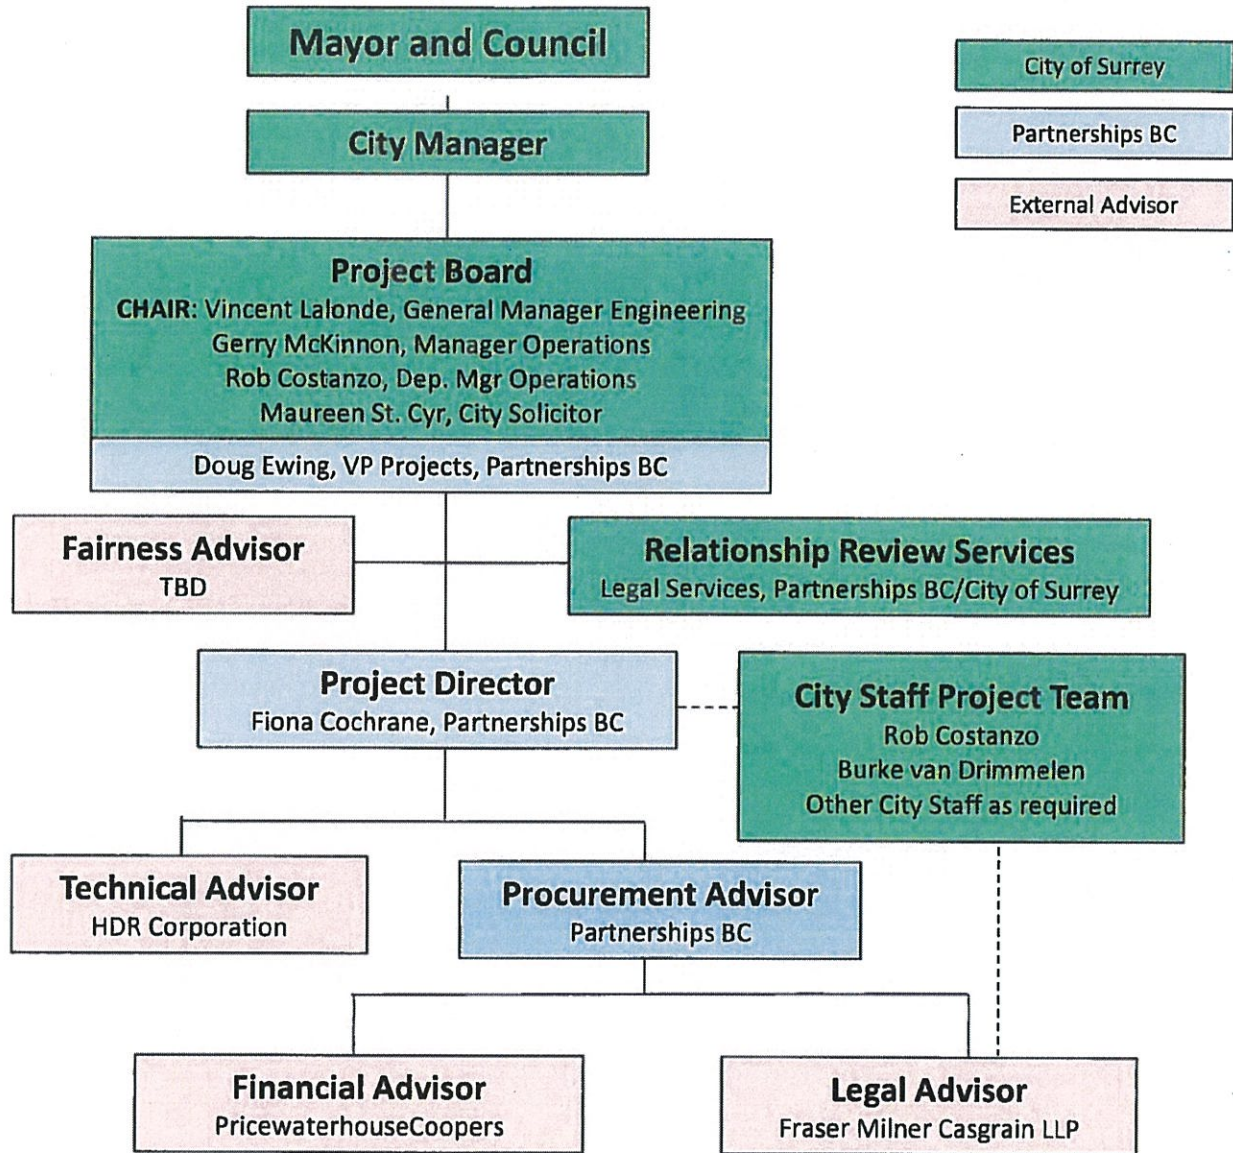 Mayor and Council
City of Surrey
City Manager
Partnerships BC
External Advisor
Project Board
CHAIR: Vincent Lalonde, General Manager Engineering
Gerry McKinnon, Manager Operations
Rob Costanzo, Dep. Mgr Operations
Maureen St. Cyr, City Solicitor
Doug Ewing, VP Projects, Partnerships BC
Fairness Advisor
TBD
Relationship Review Services
Legal Services, Partnerships BC/City of Surrey
Project Director
Fiona Cochrane, Partnerships BC
City Staff Project Team
Rob Costanzo
Burke van Drimmelen
Other City Staff as required
Technical Advisor
HDR Corporation
Procurement Advisor
Partnerships BC
Financial Advisor
PricewaterhouseCoopers
Legal Advisor
Fraser Milner Casgrain LLP